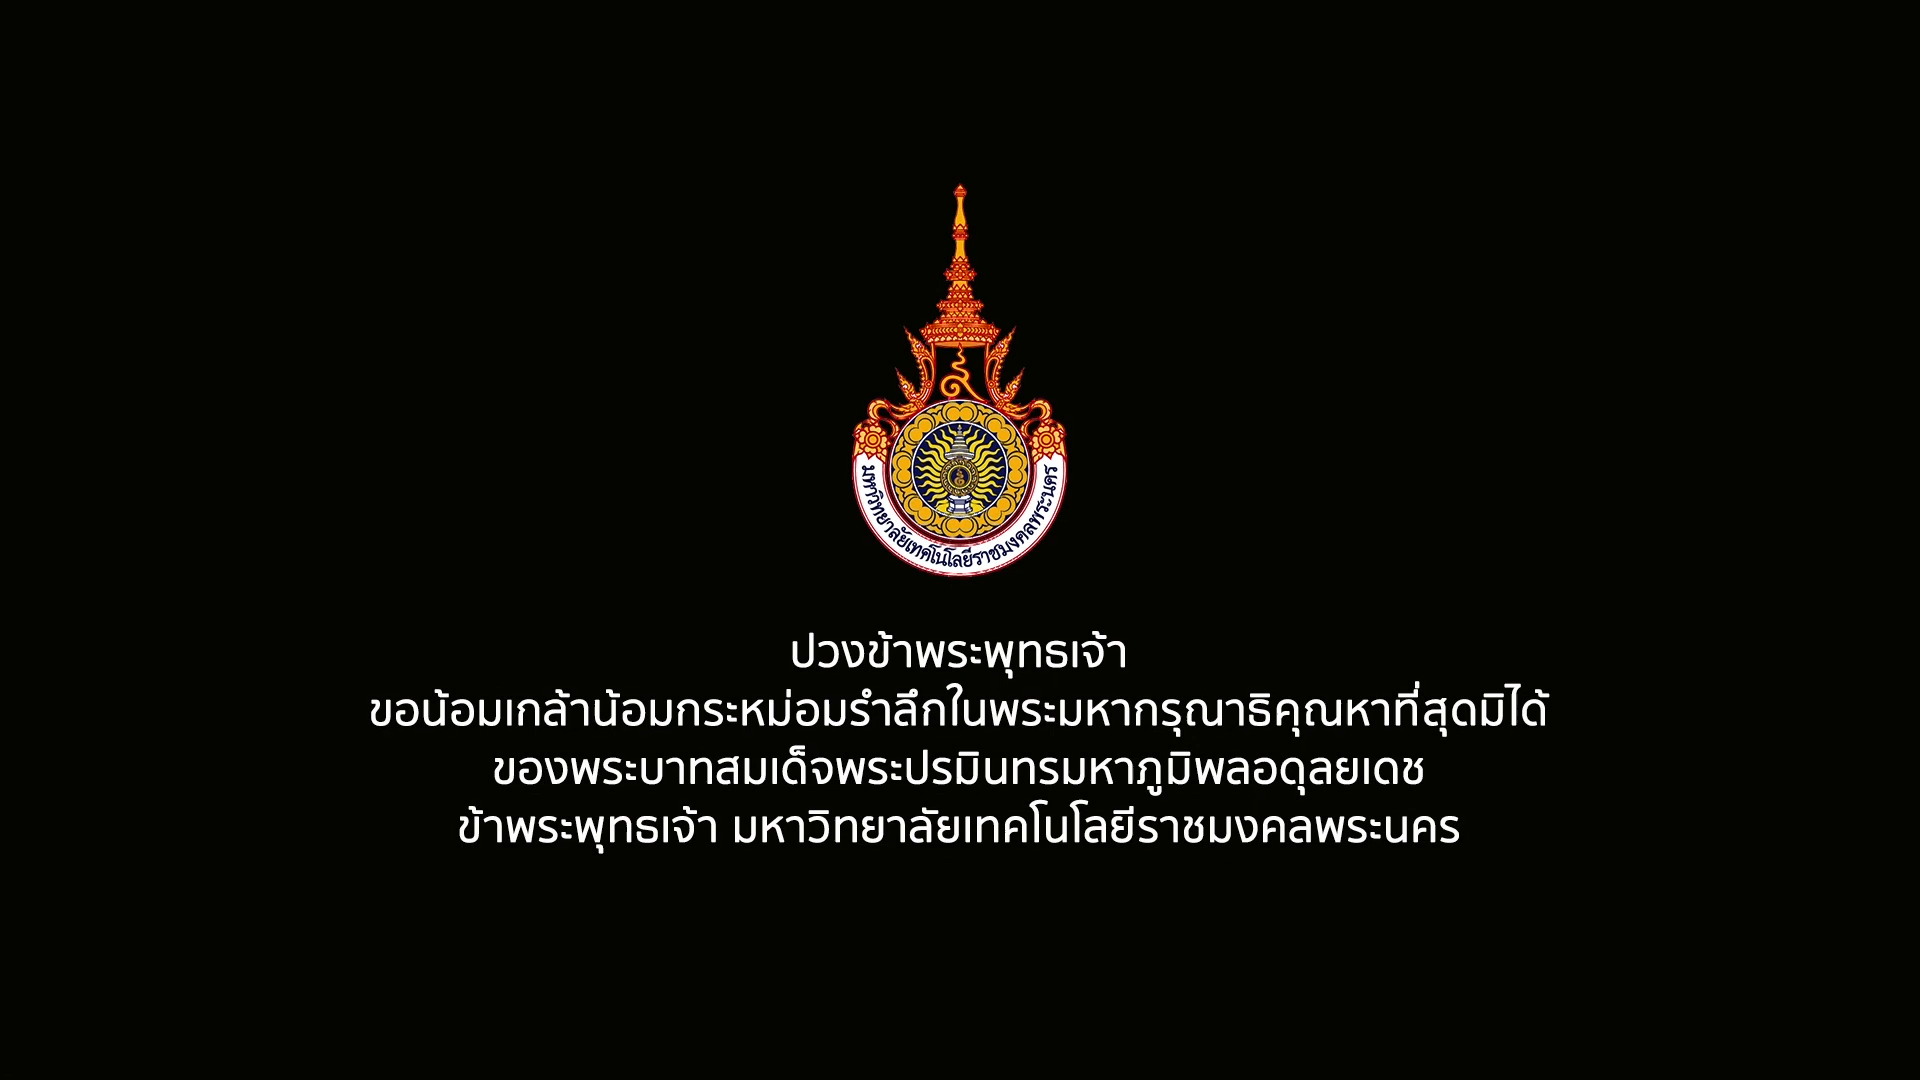 มหาวิทยาลัยเทคโนโลยีราชมงคลพระนคร
ปวงข้าพระพุทธเจ้า
ขอน้อมเกล้าน้อมกระหม่อมรำลึกในพระมหากรุณาธิคุณหาที่สุดมิได้
ของพระบาทสมเด็จพระปรมินทรมหาภูมิพลอดุลยเดช
ข้าพระพุทธเจ้า มหาวิทยาลัยเทคโนโลยีราชมงคลพระนคร